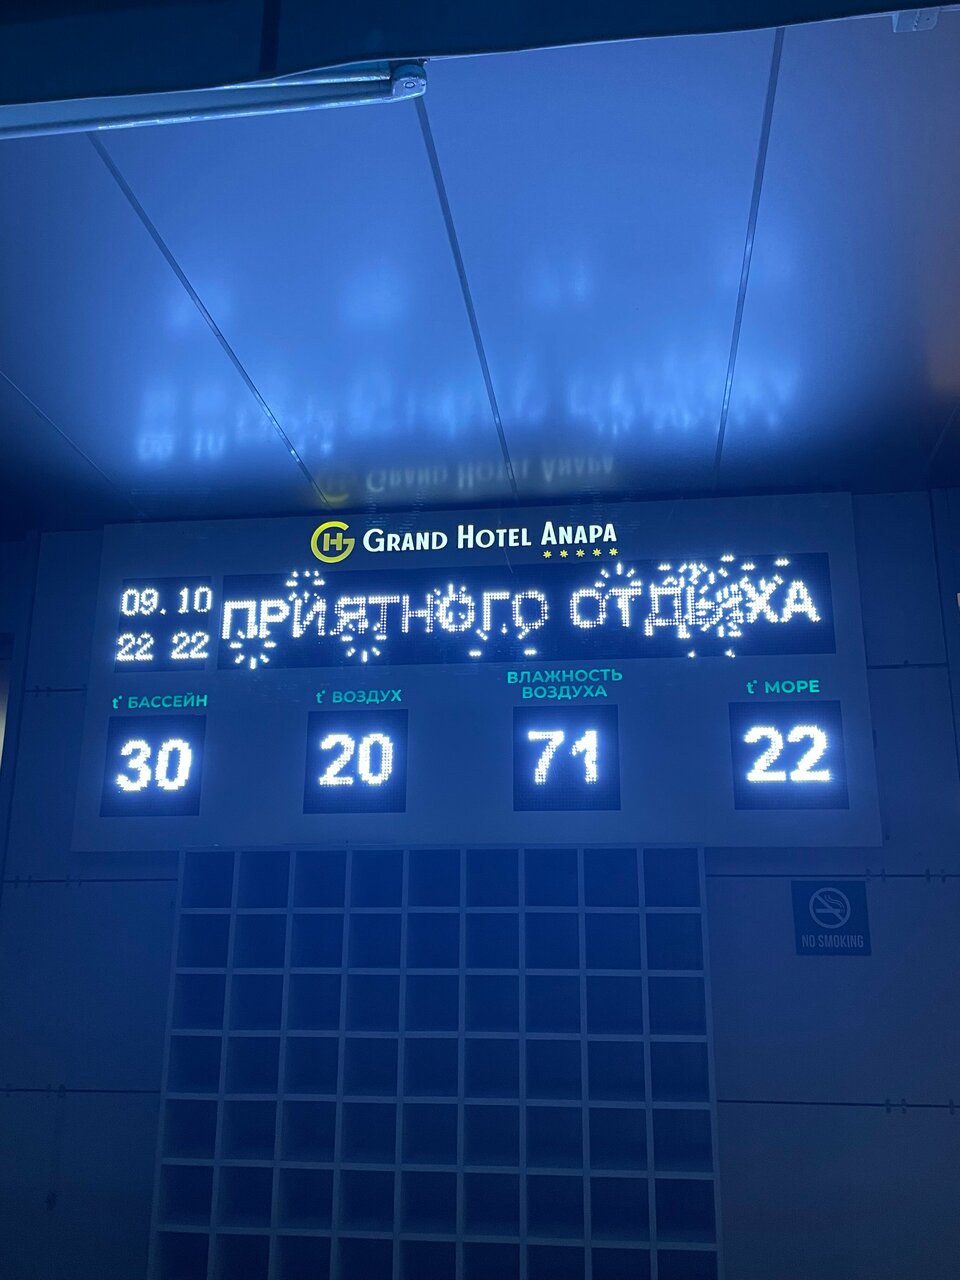 GRAND HOTEL ANAPA
09.10
22 22
ПРИЯТНОГО ОТДЫХА
t° БАССЕЙН
30
t° ВОЗДУХ
20
ВЛАЖНОСТЬ
ВОЗДУХА
71
t° МОРЕ
22
NO SMOKING